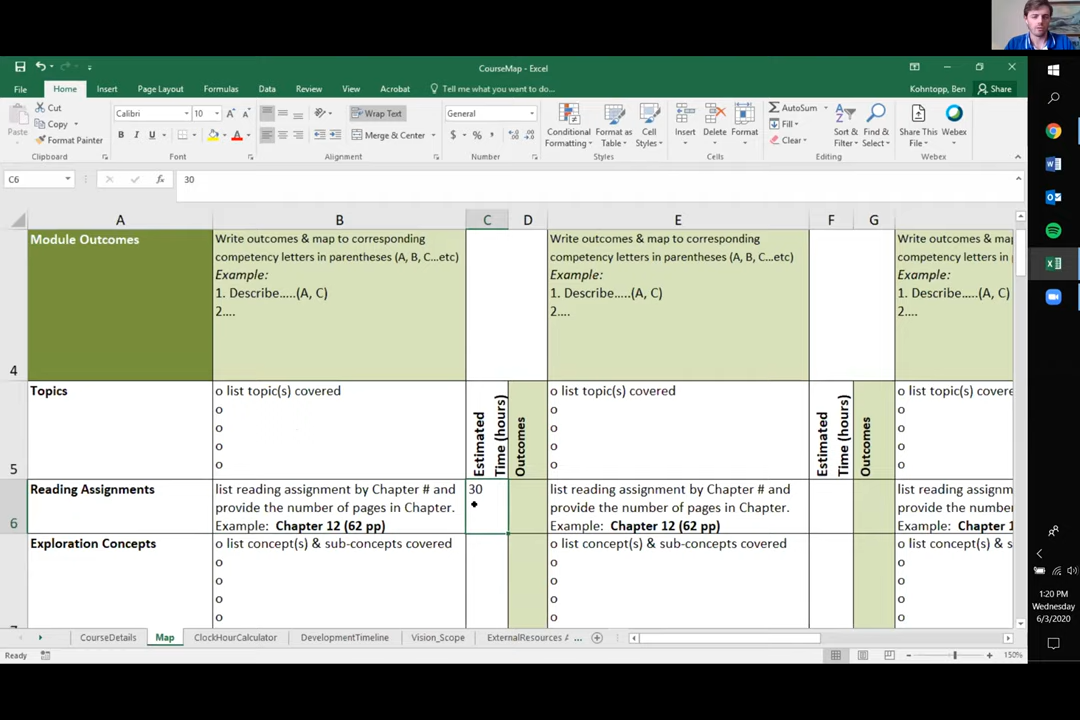 CourseMap - Excel
File Home Insert Page Layout Formulas Data Review View Acrobat Tell me what you want to do... Kohntopp, Ben Share
Paste
Cut
Copy
Format Painter
Clipboard
Calibri 10
B I U
Font
Wrap Text
Merge & Center
Alignment
General
$ % ,
Number
Conditional Formatting
Format as Table
Cell Styles
Styles
Insert Delete Format
Cells
AutoSum
Fill
Clear
Sort & Filter
Find & Select
Editing
Share This File
Webex
Webex
C6 fx 30
A B C D E F G
4
Module Outcomes
Write outcomes & map to corresponding
competency letters in parentheses (A, B, C...etc)
Example:
1. Describe.....(A, C)
2....
Write outcomes & map to corresponding
competency letters in parentheses (A, B, C...etc)
Example:
1. Describe.....(A, C)
2....
Write outcomes & map
competency letters in p
Example:
1. Describe.....(A, C)
2....
5
Topics
o list topic(s) covered
o
o
o
o
Estimated
Time (hours)
Outcomes
o list topic(s) covered
o
o
o
o
Estimated
Time (hours)
Outcomes
o list topic(s) covere
o
o
o
o
6
Reading Assignments
list reading assignment by Chapter # and
provide the number of pages in Chapter.
Example: Chapter 12 (62 pp)
30
list reading assignment by Chapter # and
provide the number of pages in Chapter.
Example: Chapter 12 (62 pp)
list reading assignme
provide the number
Example: Chapter 1
Exploration Concepts
o list concept(s) & sub-concepts covered
o
o
o
o
o list concept(s) & sub-concepts covered
o
o
o
o
o list concept(s) & s
o
o
o
o
CourseDetails Map ClockHourCalculator DevelopmentTimeline Vision_Scope ExternalResources ...
Ready
150%
1:20 PM
Wednesday
6/3/2020